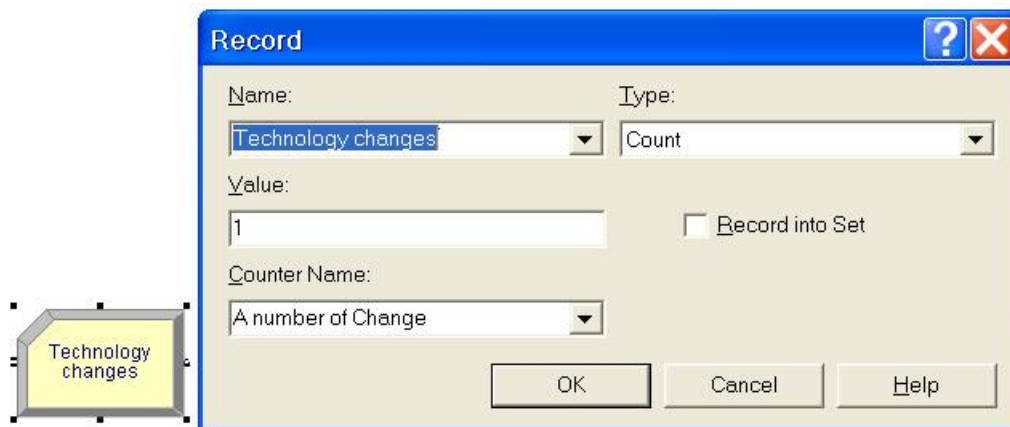 Record
Name:
Type:
Technology changes
Count
Value:
1
Record into Set
Counter Name:
A number of Change
Technology
changes
OK
Cancel
Help